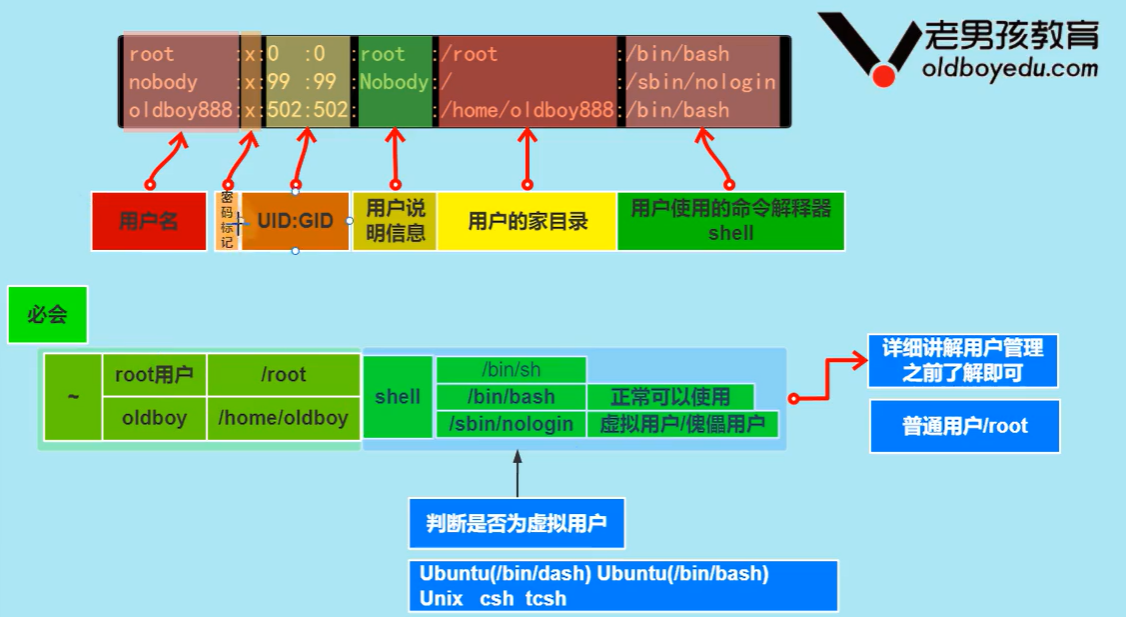 root :x:0 :0 :root :/root :/bin/bash
nobody :x:99 :99 :Nobody:/ :/sbin/nologin
oldboy888:x:502:502: :/home/oldboy888:/bin/bash
老男孩教育
oldboyedu.com
用户名
密码标记
UID:GID
用户说
明信息
用户的家目录
用户使用的命令解释器
shell
必会
~
root用户
/root
oldboy
/home/oldboy
shell
/bin/sh
/bin/bash
正常可以使用
/sbin/nologin
虚拟用户/傀儡用户
详细讲解用户管理
之前了解即可
普通用户/root
判断是否为虚拟用户
Ubuntu(/bin/dash) Ubuntu(/bin/bash)
Unix csh tcsh